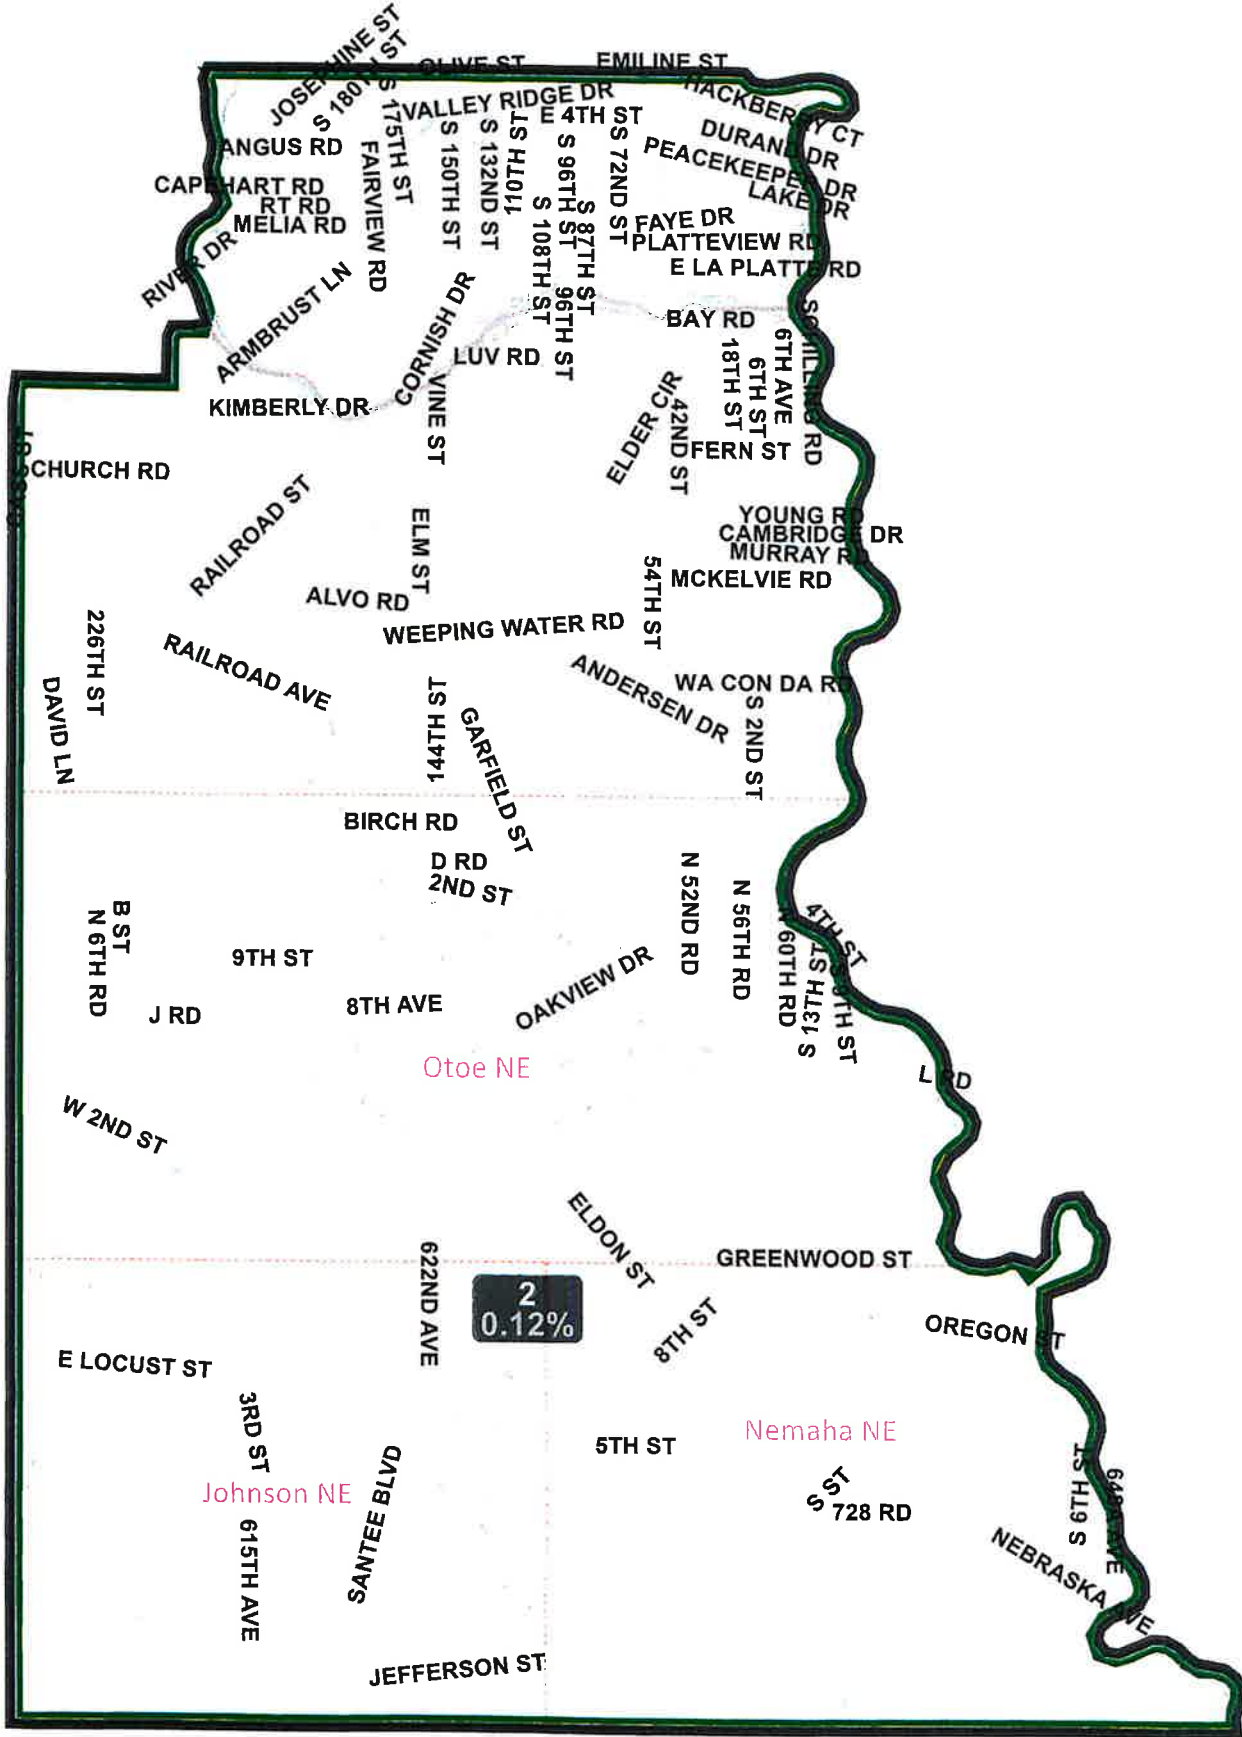 JOSEPHINE ST
S 180TH ST
OLIVE ST
EMILINE ST
S 175TH ST
VALLEY RIDGE DR
E 4TH ST
HACKBERRY CT
ANGUS RD
FAIRVIEW RD
S 150TH ST
S 132ND ST
110TH ST
S 96TH ST
S 72ND ST
DURAND DR
PEACEKEEPER DR
LAKE DR
CAPEHART RD
RT RD
MELIA RD
S 108TH ST
S 87TH ST
FAYE DR
PLATTEVIEW RD
RIVER DR
E LA PLATTE RD
ARMBRUST LN
CORNISH DR
96TH ST
BAY RD
SCHILLING RD
LUV RD
18TH ST
6TH ST
6TH AVE
KIMBERLY DR
VINE ST
ELDER CIR
42ND ST
FERN ST
CHURCH RD
RAILROAD ST
ELM ST
YOUNG RD
CAMBRIDGE DR
MURRAY RD
54TH ST
MCKELVIE RD
ALVO RD
WEEPING WATER RD
226TH ST
RAILROAD AVE
ANDERSEN DR
WA CON DA RD
DAVID LN
144TH ST
GARFIELD ST
S 2ND ST
BIRCH RD
D RD
2ND ST
N 52ND RD
N 56TH RD
B ST
N 6TH RD
N 60TH RD
4TH ST
S 13TH ST
S 9TH ST
9TH ST
OAKVIEW DR
8TH AVE
J RD
Otoe NE
L RD
W 2ND ST
ELDON ST
622ND AVE
GREENWOOD ST
2
0.12%
8TH ST
OREGON ST
E LOCUST ST
3RD ST
5TH ST
Nemaha NE
SANTEE BLVD
Johnson NE
S ST
728 RD
S 6TH ST
615TH AVE
NEBRASKA AVE
JEFFERSON ST